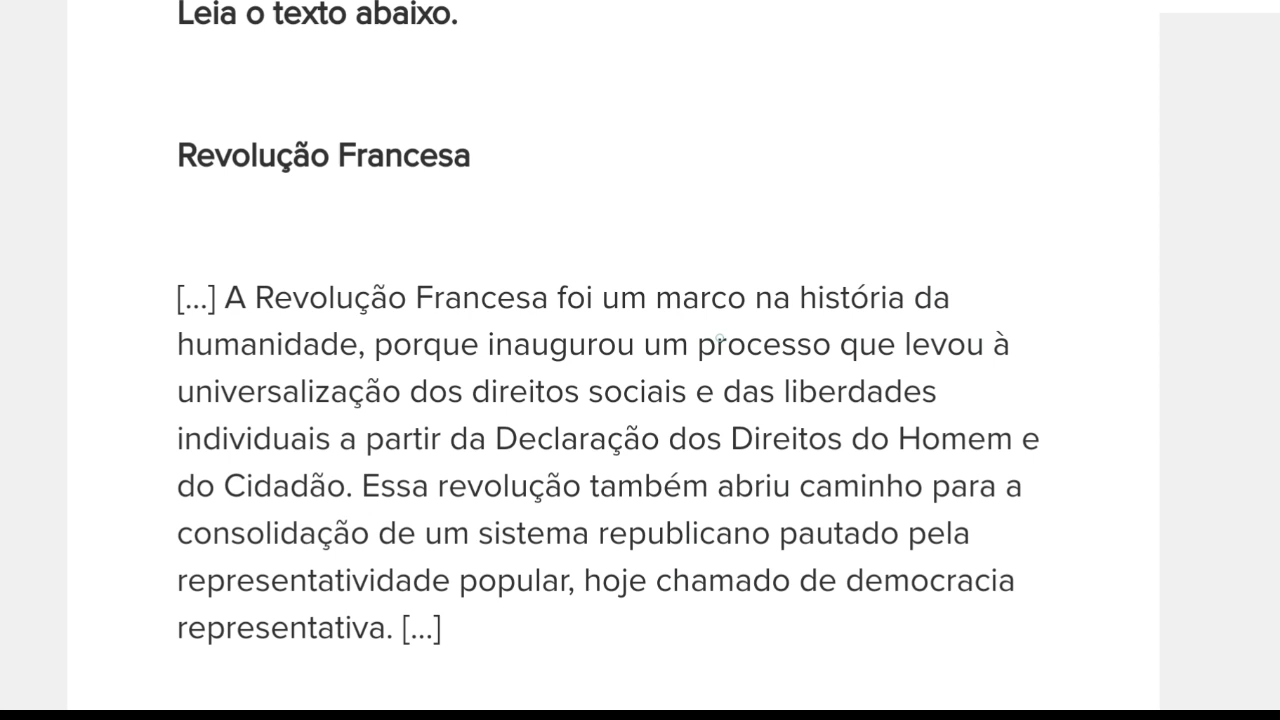 Leia o texto abaixo.
Revolução Francesa
[...] A Revolução Francesa foi um marco na história da
humanidade, porque inaugurou um processo que levou à
universalização dos direitos sociais e das liberdades
individuais a partir da Declaração dos Direitos do Homem e
do Cidadão. Essa revolução também abriu caminho para a
consolidação de um sistema republicano pautado pela
representatividade popular, hoje chamado de democracia
representativa. [...]